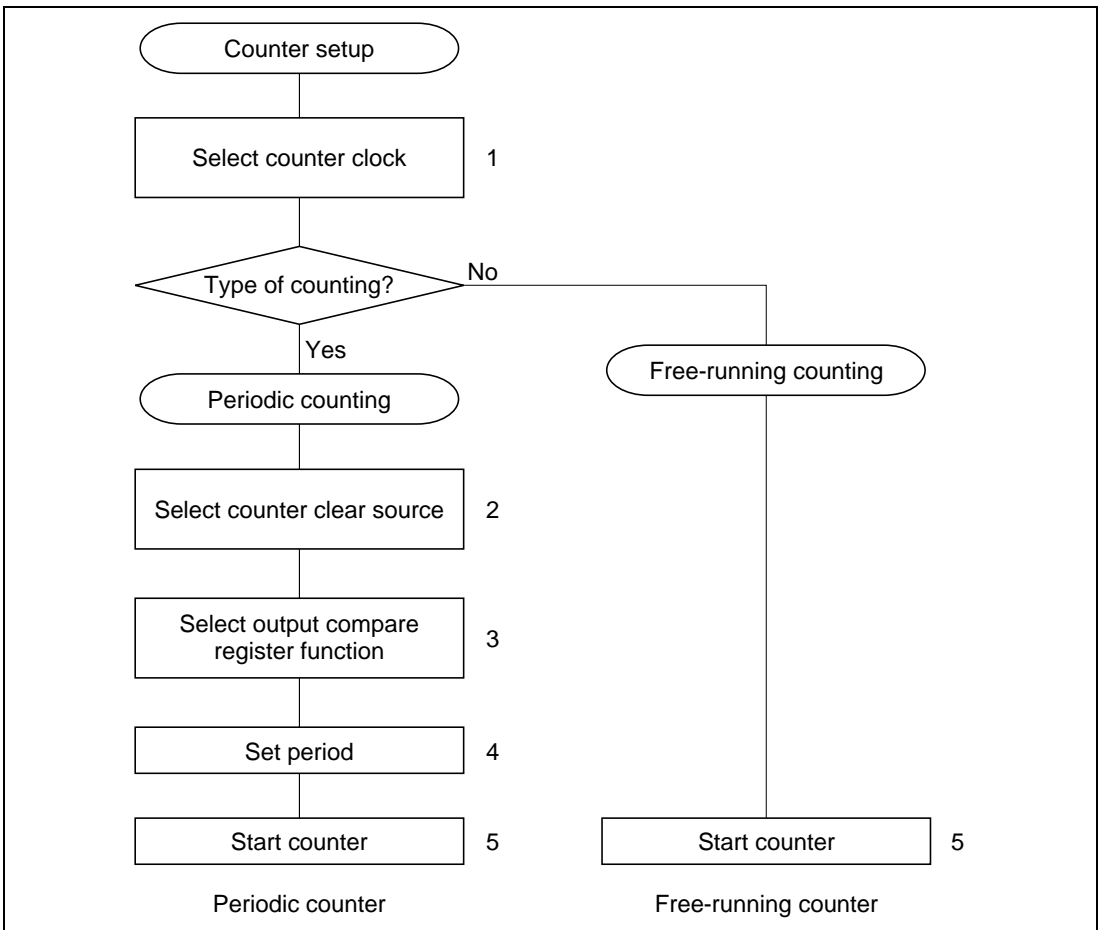 Counter setup
Select counter clock 1
Type of counting? No
Yes
Free-running counting
Periodic counting
Select counter clear source 2
Select output compare
register function 3
Set period 4
Start counter 5 Start counter 5
Periodic counter Free-running counter